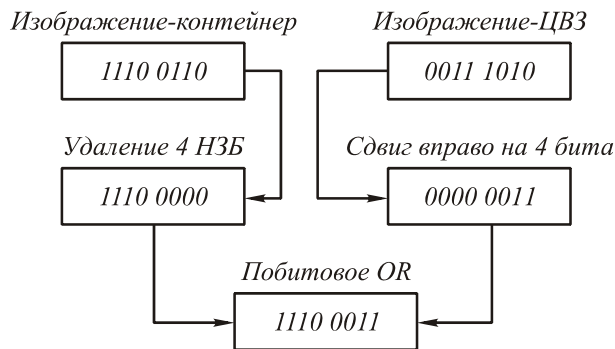 Изображение-контейнер
Изображение-ЦВЗ
1110 0110
0011 1010
Удаление 4 НЗБ
Сдвиг вправо на 4 бита
1110 0000
0000 0011
Побитовое OR
1110 0011